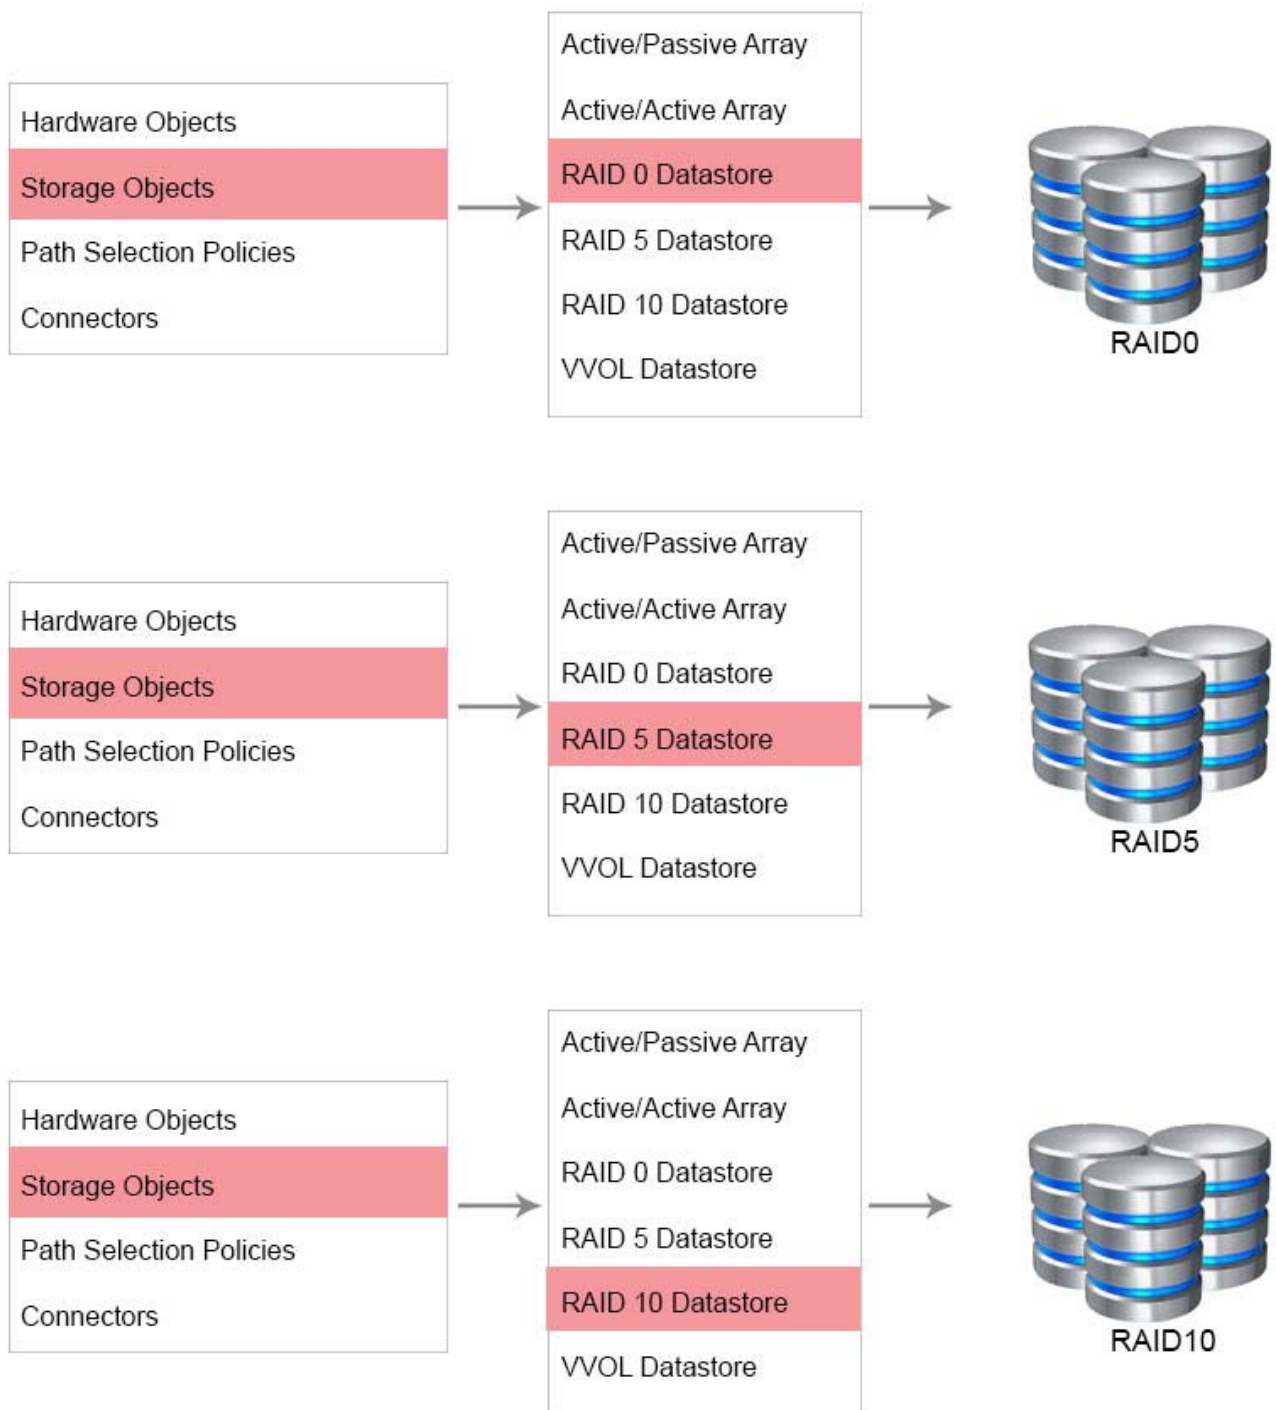 Hardware Objects
Storage Objects
Path Selection Policies
Connectors
Active/Passive Array
Active/Active Array
RAID 0 Datastore
RAID 5 Datastore
RAID 10 Datastore
VVOL Datastore
RAID0
Hardware Objects
Storage Objects
Path Selection Policies
Connectors
Active/Passive Array
Active/Active Array
RAID 0 Datastore
RAID 5 Datastore
RAID 10 Datastore
VVOL Datastore
RAID5
Hardware Objects
Storage Objects
Path Selection Policies
Connectors
Active/Passive Array
Active/Active Array
RAID 0 Datastore
RAID 5 Datastore
RAID 10 Datastore
VVOL Datastore
RAID10